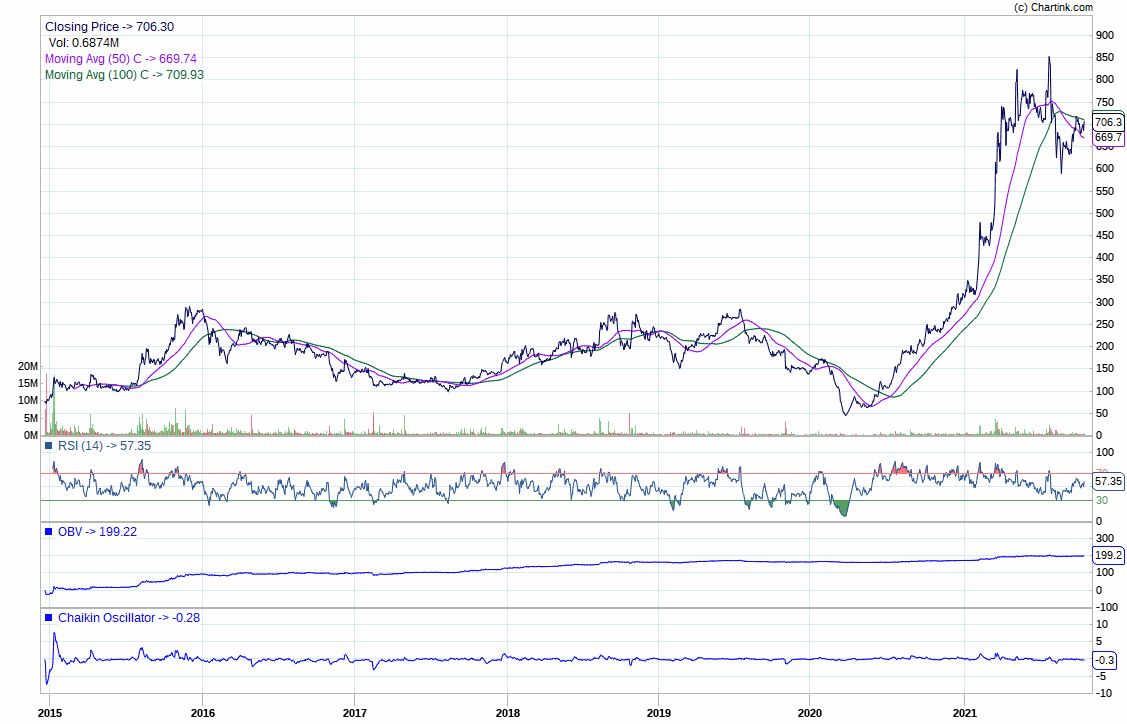 (c) Chartink.com
Closing Price -> 706.30
Vol: 0.6874M
Moving Avg (50) C -> 669.74
Moving Avg (100) C -> 709.93
900
850
800
750
706.3
669.7
650
600
550
500
450
400
350
300
250
200
150
100
50
0
20M
15M
10M
5M
0M
RSI (14) -> 57.35
100
70
57.35
30
0
OBV -> 199.22
300
199.2
100
0
-100
Chaikin Oscillator -> -0.28
10
5
-0.3
-5
-10
2015 2016 2017 2018 2019 2020 2021